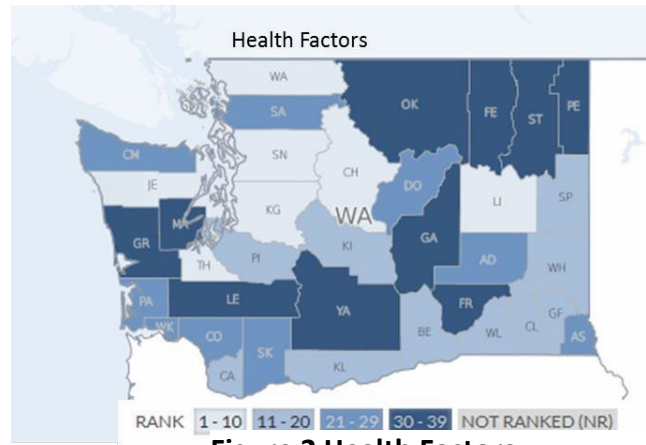 Health Factors
WA
OK
FE
ST
PE
SA
CM
SN
CH
JE
DO
LI
SP
KG
WA
MA
GR
KI
GA
TH
PI
AD
WH
PA
LE
YA
FR
GF
WK
CO
SK
BE
WL
CL
AS
CA
KL
RANK 1 - 10 11 - 20 21 - 29 30 - 39 NOT RANKED (NR)